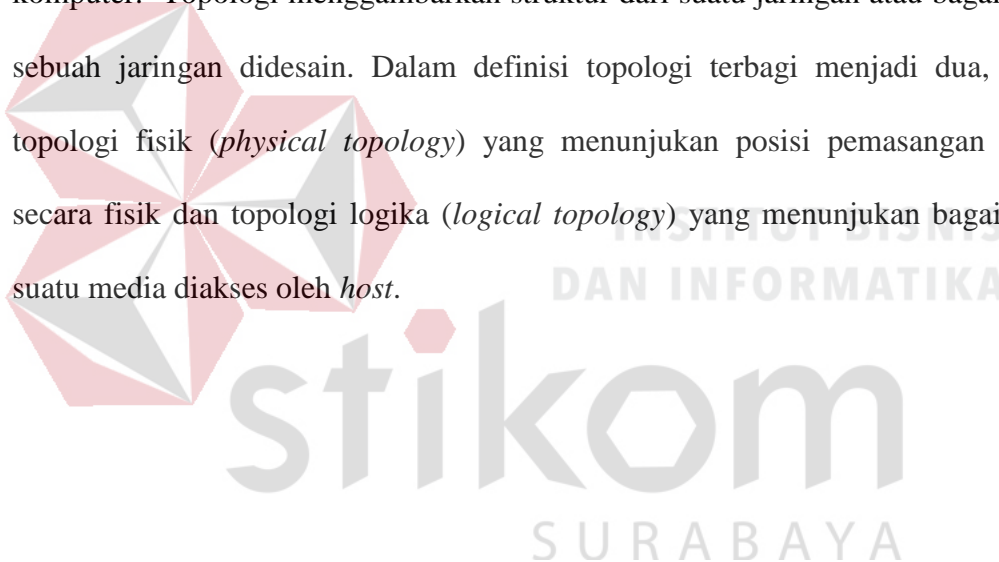 komputer. Topologi menggambarkan struktur dari suatu jaringan atau bagai
sebuah jaringan didesain. Dalam definisi topologi terbagi menjadi dua,
topologi fisik (physical topology) yang menunjukan posisi pemasangan
secara fisik dan topologi logika (logical topology) yang menunjukan bagai
suatu media diakses oleh host.
INSTITUT BISNIS
DAN INFORMATIKA
stikom
SURABAYA